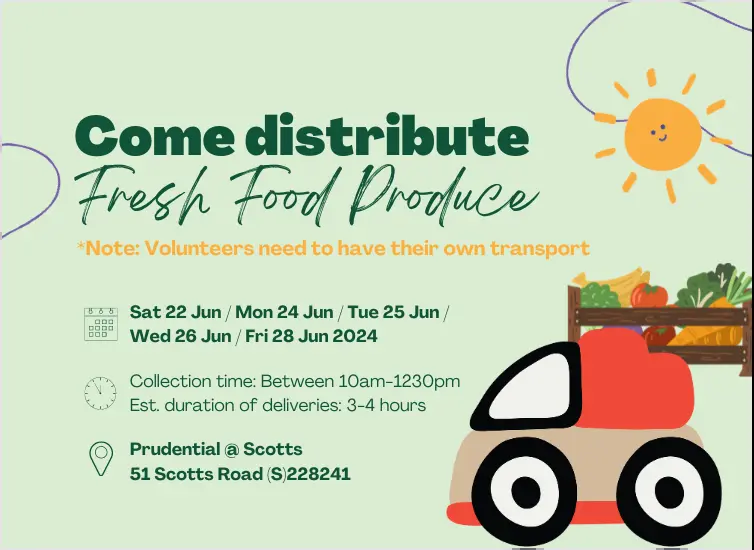 Come distribute
Fresh Food Produce
*Note: Volunteers need to have their own transport
Sat 22 Jun / Mon 24 Jun / Tue 25 Jun /
Wed 26 Jun / Fri 28 Jun 2024
Collection time: Between 10am-1230pm
Est. duration of deliveries: 3-4 hours
Prudential @ Scotts
51 Scotts Road (S)228241